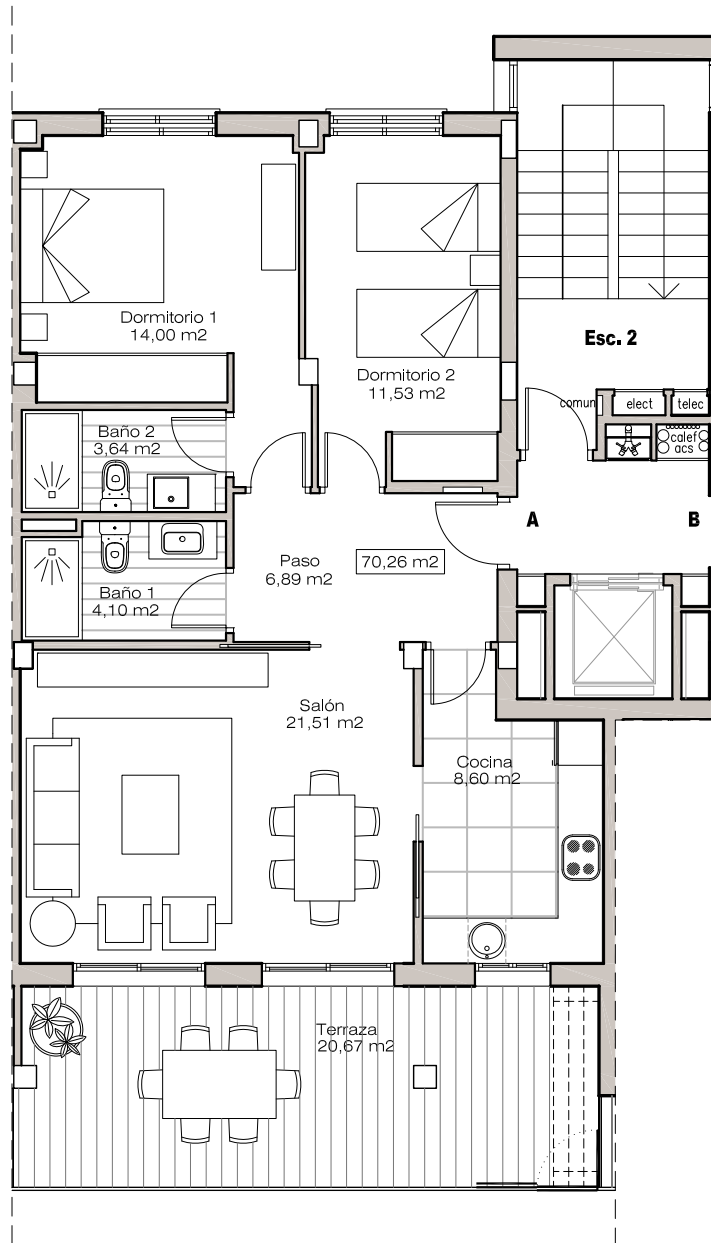 Esc. 2
Dormitorio 1
14,00 m2
Dormitorio 2
11,53 m2
comun
elect
telec
calef
acs
Baño 2
3,64 m2
A
B
Paso
6,89 m2
70,26 m2
Baño 1
4,10 m2
Salón
21,51 m2
Cocina
8,60 m2
Terraza
20,67 m2